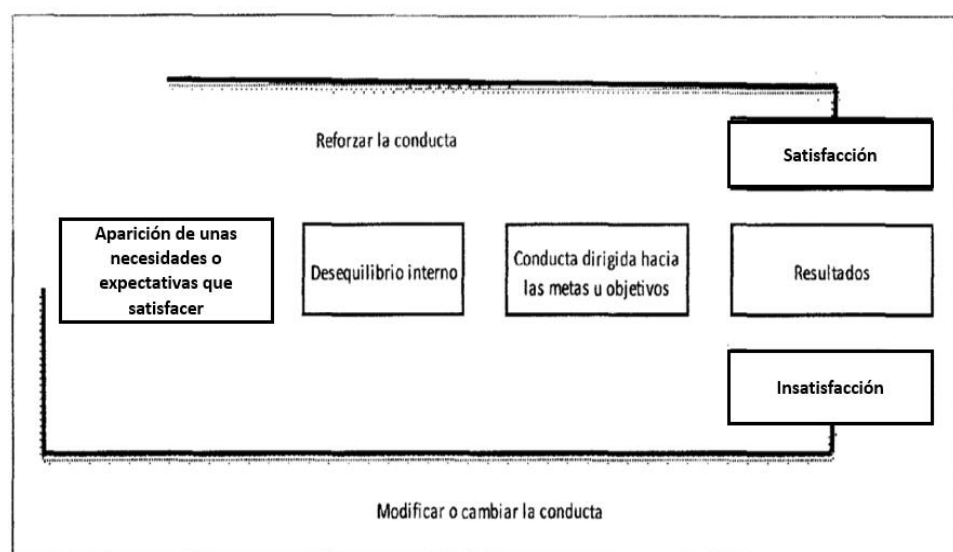 Reforzar la conducta
Satisfacción
Aparición de unas
necesidades o
expectativas que
satisfacer
Desequilibrio interno
Conducta dirigida hacia
las metas u objetivos
Resultados
Insatisfacción
Modificar o cambiar la conducta